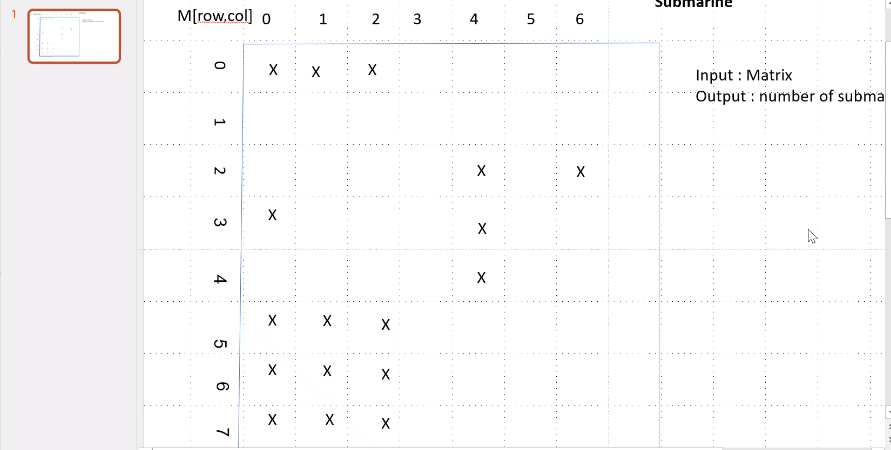 Submarine
1
M[row,col] 0 1 2 3 4 5 6
0 X X X
Input : Matrix
Output : number of subma
1
2 X X
3 X X
4 X
5 X X X
6 X X X
7 X X X